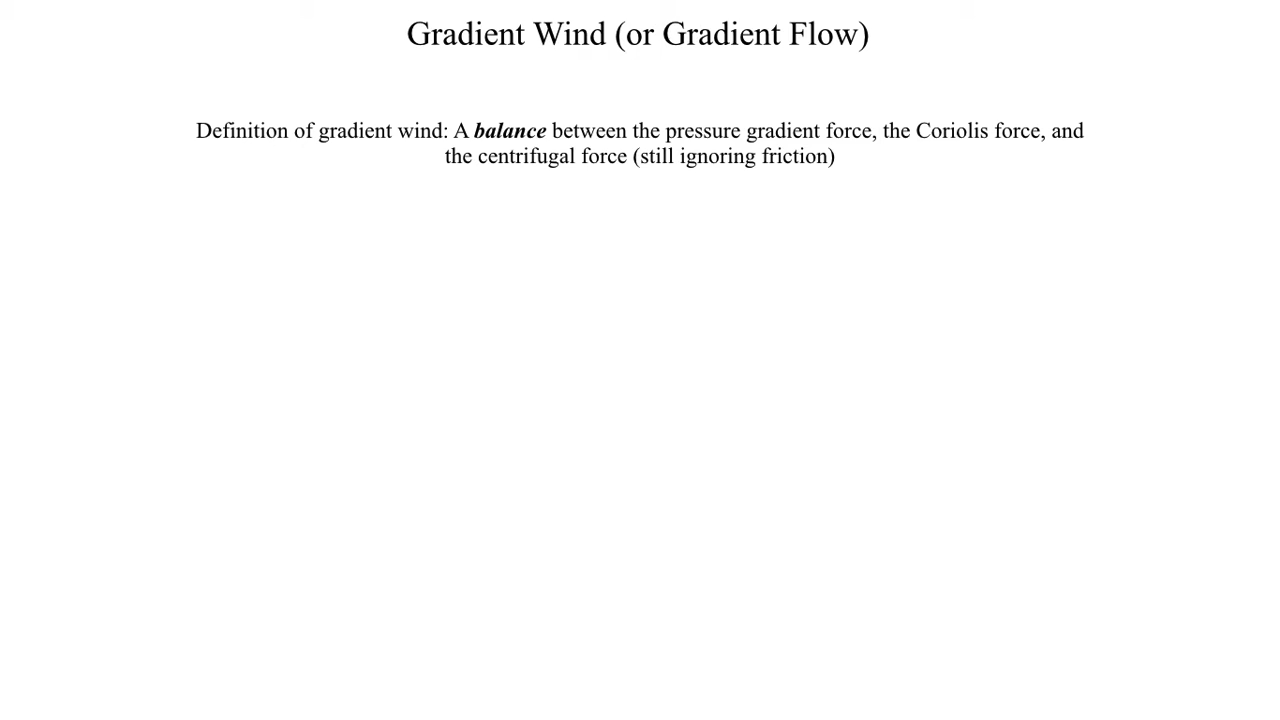 Gradient Wind (or Gradient Flow)
Definition of gradient wind: A balance between the pressure gradient force, the Coriolis force, and
the centrifugal force (still ignoring friction)